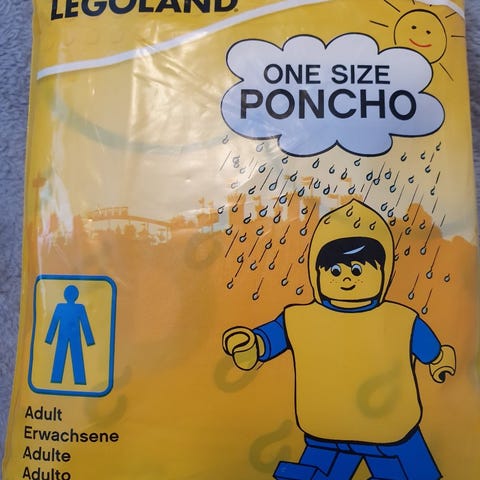 LEGOLAND
ONE SIZE
PONCHO
Adult
Erwachsene
Adulte
Adulto